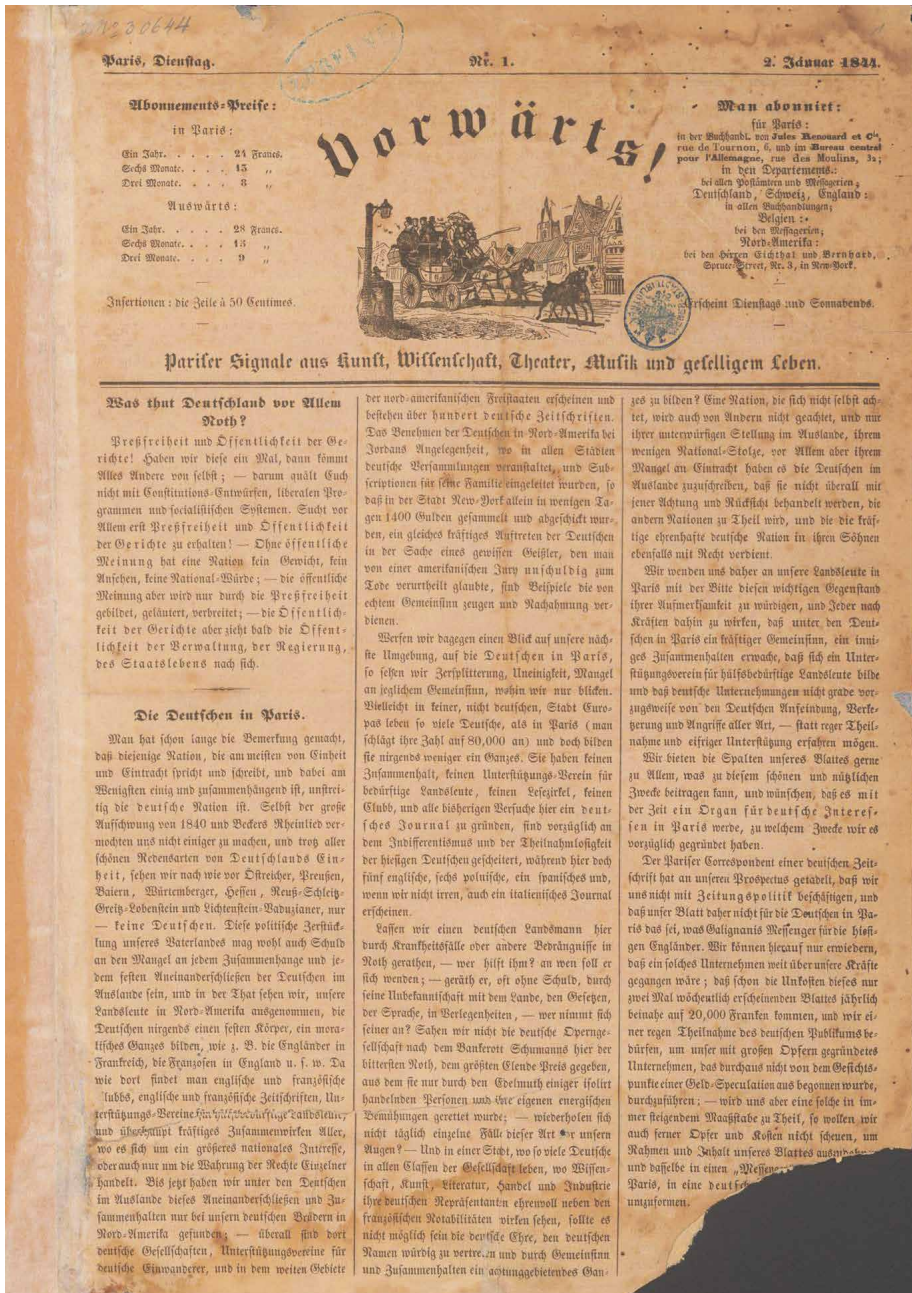 Paris, Dienstag.
Nr. 1.
2. Januar 1844.
Abonnements-Preise:
in Paris:
Ein Jahr. . . . . 24 Francs.
Sechs Monate. . . . 13 „
Drei Monate. . . . 8 „
Auswärts:
Ein Jahr. . . . . 28 Francs.
Sechs Monate. . . . 15 „
Drei Monate. . . . 9 „
Insertionen: die Zeile à 50 Centimes.
Vorwärts!
Man abonnirt:
für Paris:
in der Buchhandl. von Jules Renouard et Cie,
rue de Tournon, 6, und im Bureau central
pour l'Allemagne, rue des Moulins, 32;
in den Departements.:
bei allen Postämtern und Messagerien;
Deutschland, Schweiz, England:
in allen Buchhandlungen;
Belgien:
bei den Messagerien;
Nord-Amerika:
bei den Herren Eichthal und Bernhard,
Spruce-Street, Nr. 3, in New-York.
Erscheint Dienstags und Sonnabends.
Pariser Signale aus Kunst, Wissenschaft, Theater, Musik und geselligem Leben.
Was thut Deutschland vor Allem
Noth?
Preßfreiheit und Öffentlichkeit der Ge-
richte! Haben wir diese ein Mal, dann kömmt
Alles Andere von selbst; — darum quält Euch
nicht mit Constitutions-Entwürfen, liberalen Pro-
grammen und socialistischen Systemen. Sucht vor
Allem erst Preßfreiheit und Öffentlichkeit
der Gerichte zu erhalten! — Ohne öffentliche
Meinung hat eine Nation kein Gewicht, kein
Ansehen, keine National-Würde; — die öffentliche
Meinung aber wird nur durch die Preßfreiheit
gebildet, geläutert, verbreitet; — die Öffentlich-
keit der Gerichte aber zieht bald die Öffent-
lichkeit der Verwaltung, der Regierung,
des Staatslebens nach sich.
Die Deutschen in Paris.
Man hat schon lange die Bemerkung gemacht,
daß diejenige Nation, die am meisten von Einheit
und Eintracht spricht und schreibt, und dabei am
Wenigsten einig und zusammenhängend ist, unstrei-
tig die deutsche Nation ist. Selbst der große
Aufschwung von 1840 und Beckers Rheinlied ver-
mochten uns nicht einiger zu machen, und trotz aller
schönen Redensarten von Deutschlands Ein-
heit, sehen wir nach wie vor Östreicher, Preußen,
Baiern, Würtemberger, Hessen, Reuß-Schleitz-
Greitz-Lobenstein und Lichtenstein-Vaduzianer, nur
— keine Deutschen. Diese politische Zerstück-
lung unseres Vaterlandes mag wohl auch Schuld
an den Mangel an jedem Zusammenhange und je-
dem festen Aneinanderschließen der Deutschen im
Auslande sein, und in der That sehen wir, unsere
Landsleute in Nord-Amerika ausgenommen, die
Deutschen nirgends einen festen Körper, ein mora-
lisches Ganzes bilden, wie z. B. die Engländer in
Frankreich, die Franzosen in England u. s. w. Da
wie dort findet man englische und französische
lubbs, englische und französische Zeitschriften, Un-
terstützungs-Vereine für hülfsbedürftige Landsleute,
und überhaupt kräftiges Zusammenwirken Aller,
wo es sich um ein größeres nationales Interesse,
oder auch nur um die Wahrung der Rechte Einzelner
handelt. Bis jetzt haben wir unter den Deutschen
im Auslande dieses Aneinanderschließen und Zu-
sammenhalten nur bei unsern deutschen Brüdern in
Nord-Amerika gefunden; — überall sind dort
deutsche Gesellschaften, Unterstützungsvereine für
deutsche Einwanderer, und in dem weiten Gebiete
der nord-amerikanischen Freistaaten erscheinen und
bestehen über hundert deutsche Zeitschriften.
Das Benehmen der Deutschen in Nord-Amerika bei
Jordans Angelegenheit, wo in allen Städten
deutsche Versammlungen veranstaltet, und Sub-
scriptionen für seine Familie eingeleitet wurden, so
daß in der Stadt New-York allein in wenigen Ta-
gen 1400 Gulden gesammelt und abgeschickt wur-
den, ein gleiches kräftiges Auftreten der Deutschen
in der Sache eines gewissen Geißler, den man
von einer amerikanischen Jury unschuldig zum
Tode verurtheilt glaubte, sind Beispiele die von
echtem Gemeinsinn zeugen und Nachahmung ver-
dienen.
Werfen wir dagegen einen Blick auf unsere näch-
ste Umgebung, auf die Deutschen in Paris,
so sehen wir Zersplitterung, Uneinigkeit, Mangel
an jeglichem Gemeinsinn, wohin wir nur blicken.
Vielleicht in keiner, nicht deutschen, Stadt Euro-
pas leben so viele Deutsche, als in Paris (man
schlägt ihre Zahl auf 80,000 an) und doch bilden
sie nirgends weniger ein Ganzes. Sie haben keinen
Zusammenhalt, keinen Unterstützungs-Verein für
bedürftige Landsleute, keinen Lesezirkel, keinen
Clubb, und alle bisherigen Versuche hier ein deut-
sches Journal zu gründen, sind vorzüglich an
dem Indifferentismus und der Theilnahmlosigkeit
der hiesigen Deutschen gescheitert, während hier doch
fünf englische, sechs polnische, ein spanisches und,
wenn wir nicht irren, auch ein italienisches Journal
erscheinen.
Lassen wir einen deutschen Landsmann hier
durch Krankheitsfälle oder andere Bedrängnisse in
Noth gerathen, — wer hilft ihm? an wen soll er
sich wenden; — geräth er, oft ohne Schuld, durch
seine Unbekanntschaft mit dem Lande, den Gesetzen,
der Sprache, in Verlegenheiten, — wer nimmt sich
seiner an? Sahen wir nicht die deutsche Opernge-
sellschaft nach dem Bankerott Schumanns hier der
bittersten Noth, dem größten Elende Preis gegeben,
aus dem sie nur durch den Edelmuth einiger isolirt
handelnden Personen und ihre eigenen energischen
Bemühungen gerettet wurde; — wiederholen sich
nicht täglich einzelne Fälle dieser Art vor unsern
Augen? — Und in einer Stadt, wo so viele Deutsche
in allen Classen der Gesellschaft leben, wo Wissen-
schaft, Kunst, Literatur, Handel und Industrie
ihre deutschen Repräsentanten ehrenvoll neben den
französischen Notabilitäten wirken sehen, sollte es
nicht möglich sein die deutsche Ehre, den deutschen
Namen würdig zu vertreten und durch Gemeinsinn
und Zusammenhalten ein achtunggebietendes Gan-
zes zu bilden? Eine Nation, die sich nicht selbst ach-
tet, wird auch von Andern nicht geachtet, und nur
ihrer unterwürfigen Stellung im Auslande, ihrem
wenigen National-Stolze, vor Allem aber ihrem
Mangel an Eintracht haben es die Deutschen im
Auslande zuzuschreiben, daß sie nicht überall mit
jener Achtung und Rücksicht behandelt werden, die
andern Nationen zu Theil wird, und die die kräf-
tige ehrenhafte deutsche Nation in ihren Söhnen
ebenfalls mit Recht verdient.
Wir wenden uns daher an unsere Landsleute in
Paris mit der Bitte diesen wichtigen Gegenstand
ihrer Aufmerksamkeit zu würdigen, und Jeder nach
Kräften dahin zu wirken, daß unter den Deut-
schen in Paris ein kräftiger Gemeinsinn, ein inni-
ges Zusammenhalten erwache, daß sich ein Unter-
stützungsverein für hülfsbedürftige Landsleute bilde
und daß deutsche Unternehmungen nicht grade vor-
zugsweise von den Deutschen Anfeindung, Verke-
tzerung und Angriffe aller Art, — statt reger Theil-
nahme und eifriger Unterstützung erfahren mögen.
Wir bieten die Spalten unseres Blattes gerne
zu Allem, was zu diesem schönen und nützlichen
Zwecke beitragen kann, und wünschen, daß es mit
der Zeit ein Organ für deutsche Interes-
sen in Paris werde, zu welchem Zwecke wir es
vorzüglich gegründet haben.
Der Pariser Correspondent einer deutschen Zeit-
schrift hat an unseren Prospectus getadelt, daß wir
uns nicht mit Zeitungspolitik beschäftigen, und
daß unser Blatt daher nicht für die Deutschen in Pa-
ris das sei, was Galignanis Messenger für die hiesi-
gen Engländer. Wir können hierauf nur erwiedern,
daß ein solches Unternehmen weit über unsere Kräfte
gegangen wäre; daß schon die Unkosten dieses nur
zwei Mal wöchentlich erscheinenden Blattes jährlich
beinahe auf 20,000 Franken kommen, und wir ei-
ner regen Theilnahme des deutschen Publikums be-
dürfen, um unser mit großen Opfern gegründetes
Unternehmen, das durchaus nicht von dem Gesichts-
punkte einer Geld-Speculation aus begonnen wurde,
durchzuführen; — wird uns aber eine solche in im-
mer steigendem Maaßstabe zu Theil, so wollen wir
auch ferner Opfer und Kosten nicht scheuen, um
Rahmen und Inhalt unseres Blattes
und dasselbe in einen „
Paris, in eine
umzuformen.